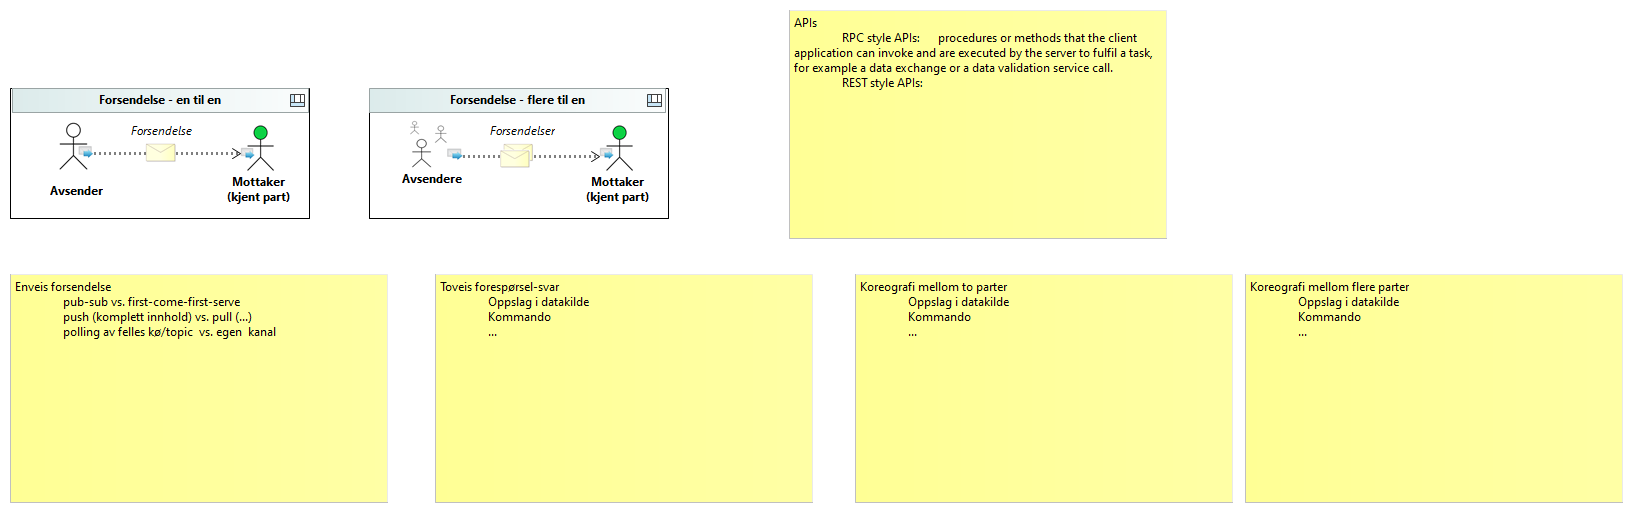 APIs
RPC style APIs: procedures or methods that the client
application can invoke and are executed by the server to fulfil a task,
for example a data exchange or a data validation service call.
REST style APIs:
Forsendelse - en til en
Forsendelse
Avsender
Mottaker
(kjent part)
Forsendelse - flere til en
Forsendelser
Avsendere
Mottaker
(kjent part)
Enveis forsendelse
pub-sub vs. first-come-first-serve
push (komplett innhold) vs. pull (...)
polling av felles kø/topic vs. egen kanal
Toveis forespørsel-svar
Oppslag i datakilde
Kommando
...
Koreografi mellom to parter
Oppslag i datakilde
Kommando
...
Koreografi mellom flere parter
Oppslag i datakilde
Kommando
...